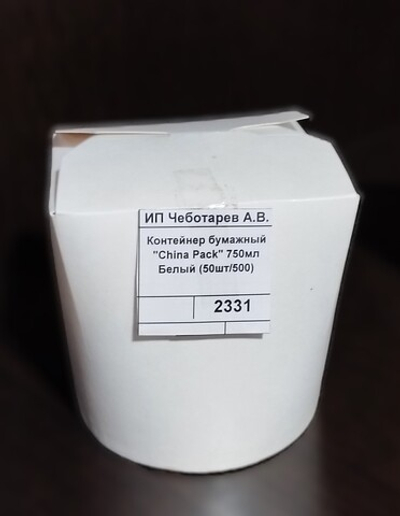 ИП Чеботарев А.В.
Контейнер бумажный
"China Pack" 750мл
Белый (50шт/500)
2331